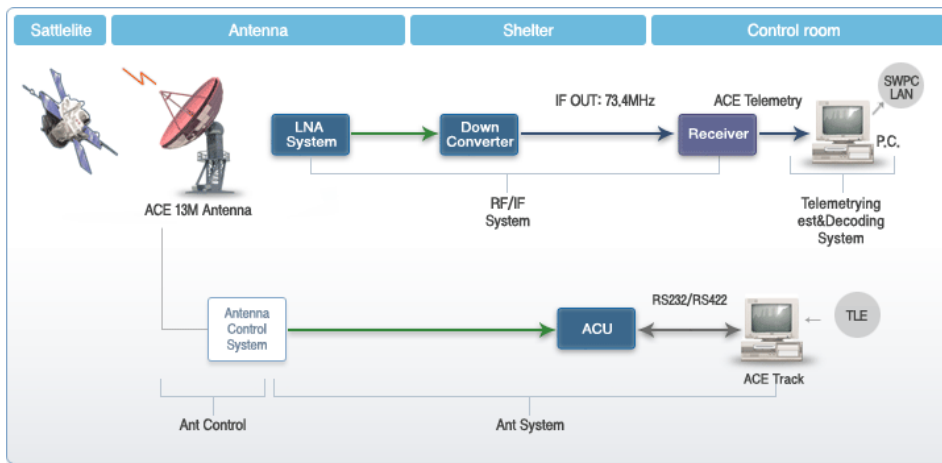 Sattlelite
Antenna
Shelter
Control room
SWPC
LAN
IF OUT: 73,4MHz
ACE Telemetry
LNA
System
Down
Converter
Receiver
P.C.
ACE 13M Antenna
RF/IF
System
Telemetrying
est&Decoding
System
Antenna
Control
System
RS232/RS422
ACU
TLE
ACE Track
Ant Control
Ant System